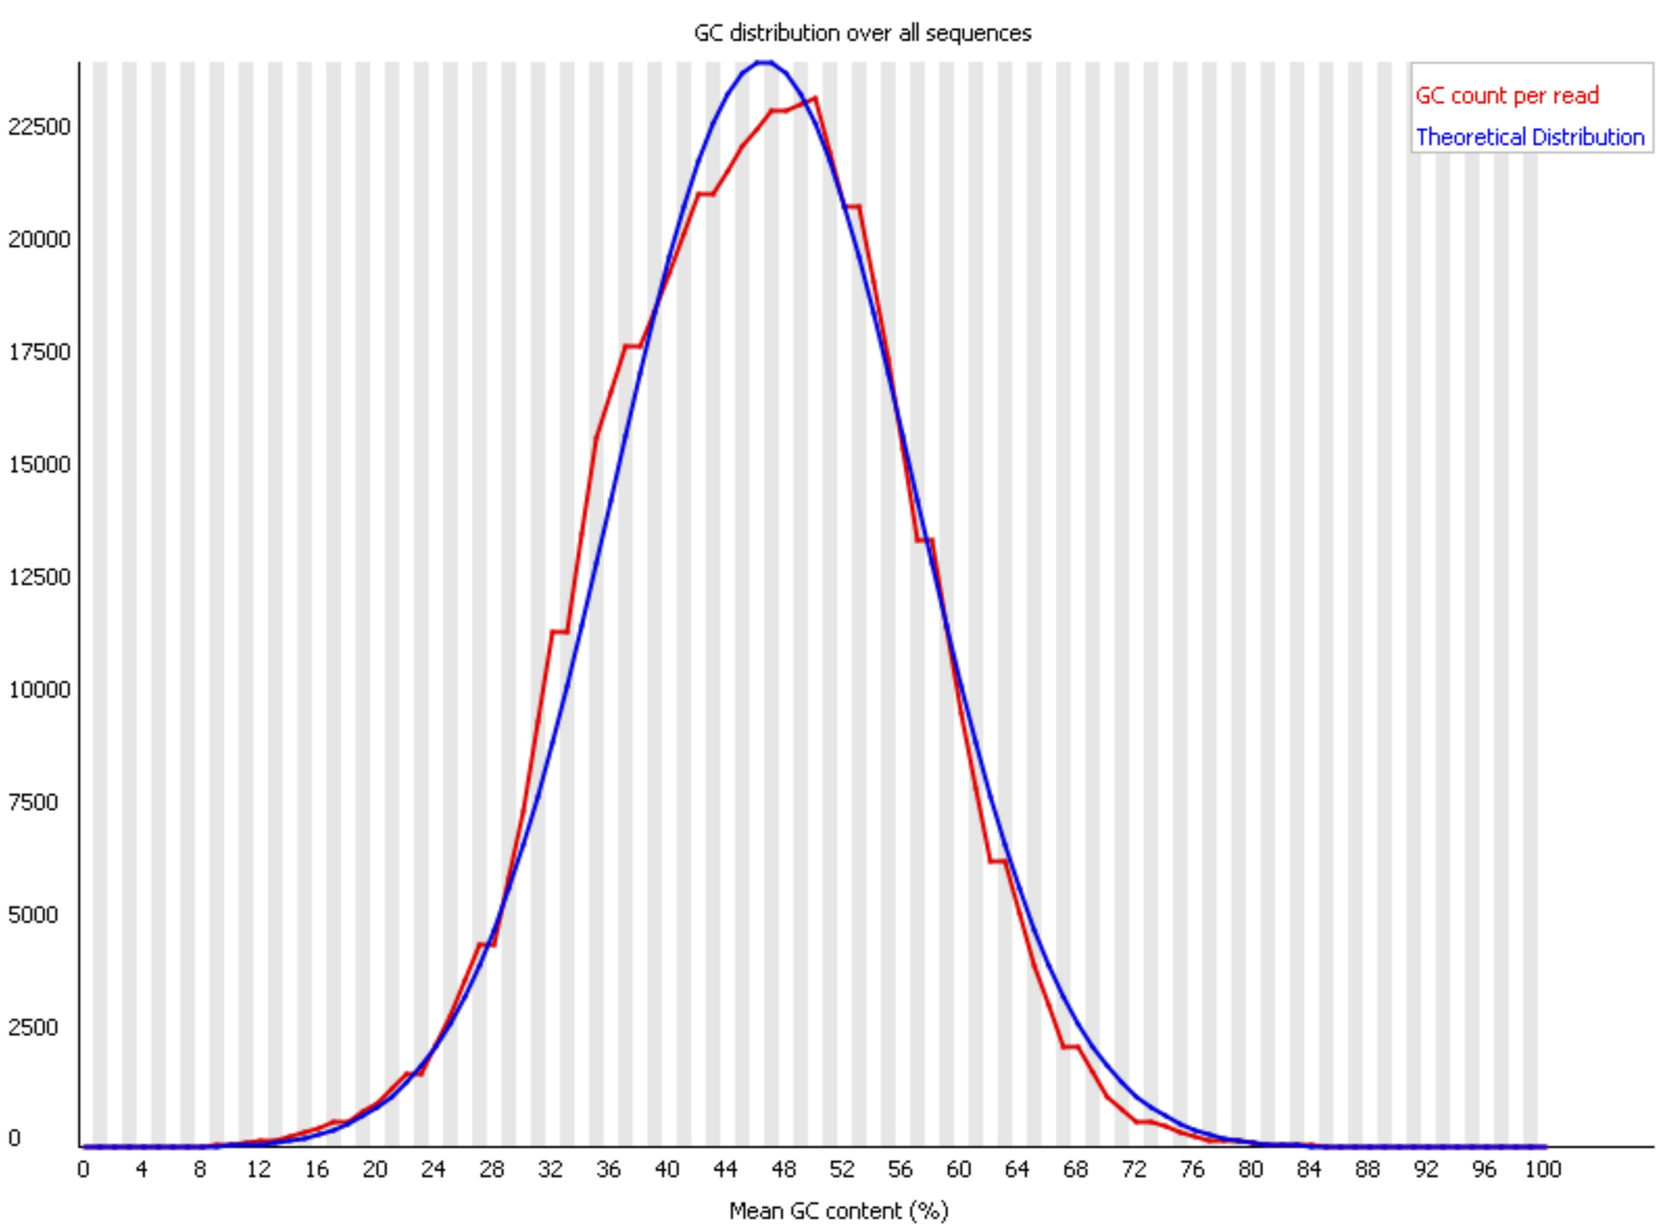 GC distribution over all sequences
GC count per read
Theoretical Distribution
22500
20000
17500
15000
12500
10000
7500
5000
2500
0
0 4 8 12 16 20 24 28 32 36 40 44 48 52 56 60 64 68 72 76 80 84 88 92 96 100
Mean GC content (%)